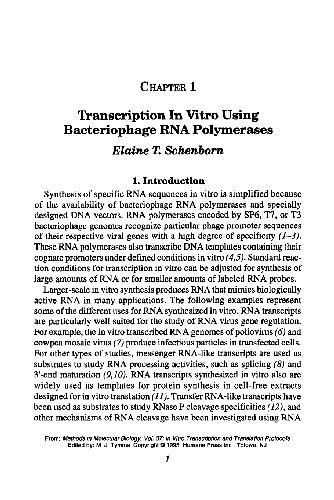 CHAPTER 1
Transcription In Vitro Using
Bacteriophage RNA Polymerases
Elaine T. Schenborn
1. Introduction
Synthesis of specific RNA sequences in vitro is simplified because
of the availability of bacteriophage RNA polymerases and specially
designed DNA vectors. RNA polymerases encoded by SP6, T7, or T3
bacteriophage genomes recognize particular phage promoter sequences
of their respective viral genes with a high degree of specificity (1–3).
These RNA polymerases also transcribe DNA templates containing their
cognate promoters under defined conditions in vitro (4,5). Standard reac-
tion conditions for transcription in vitro can be adjusted for synthesis of
large amounts of RNA or for smaller amounts of labeled RNA probes.
Large-scale in vitro synthesis produces RNA that mimics biologically
active RNA in many applications. The following examples represent
some of the different uses for RNA synthesized in vitro. RNA transcripts
are particularly well suited for the study of RNA virus gene regulation.
For example, the in vitro transcribed RNA genomes of poliovirus (6) and
cowpea mosaic virus (7) produce infectious particles in transfected cells.
For other types of studies, messenger RNA-like transcripts are used as
substrates to study RNA processing activities, such as splicing (8) and
3'-end maturation (9,10). RNA transcripts synthesized in vitro also are
widely used as templates for protein synthesis in cell-free extracts
designed for in vitro translation (11). Transfer RNA-like transcripts have
been used as substrates to study RNase P cleavage specificities (12), and
other mechanisms of RNA cleavage have been investigated using RNA
From: Methods in Molecular Biology, Vol. 37: In Vitro Transcription and Translation Protocols
Edited by: M. J. Tymms Copyright © 1995 Humana Press Inc., Totowa, NJ
1